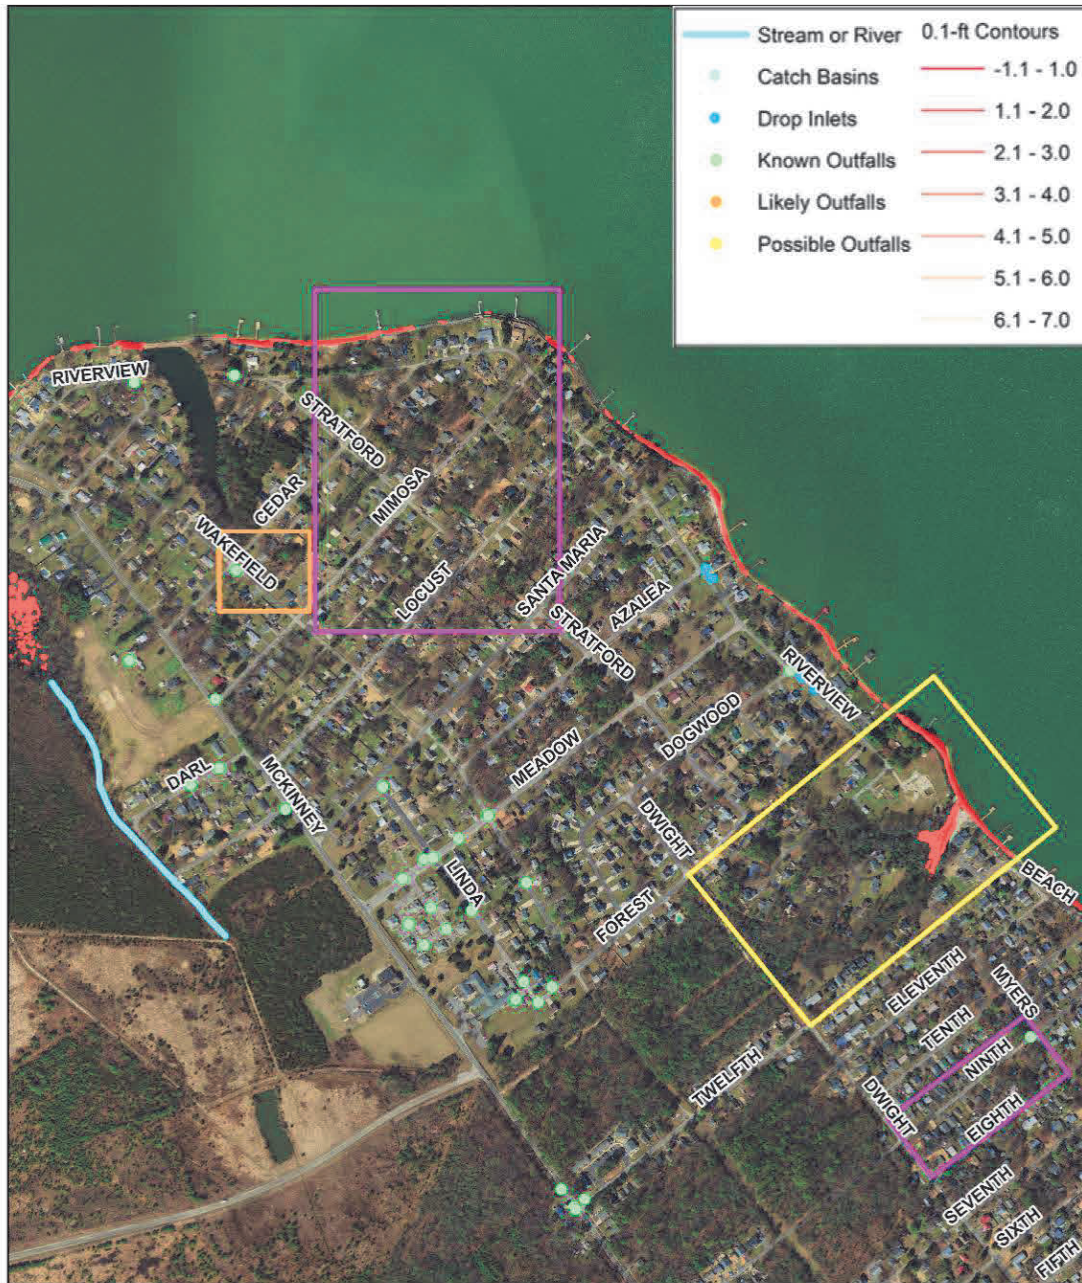 Stream or River
Catch Basins
Drop Inlets
Known Outfalls
Likely Outfalls
Possible Outfalls
0.1-ft Contours
-1.1 - 1.0
1.1 - 2.0
2.1 - 3.0
3.1 - 4.0
4.1 - 5.0
5.1 - 6.0
6.1 - 7.0
RIVERVIEW
STRATFORD
CEDAR
MIMOSA
WAKEFIELD
LOCUST
SANTA MARIA
AZALEA
STRATFORD
RIVERVIEW
DOGWOOD
MEADOW
DARL
MCKINNEY
DWIGHT
LINDA
FOREST
BEACH
ELEVENTH
MYERS
TENTH
NINTH
TWELFTH
DWIGHT
EIGHTH
SEVENTH
SIXTH
FIFTH